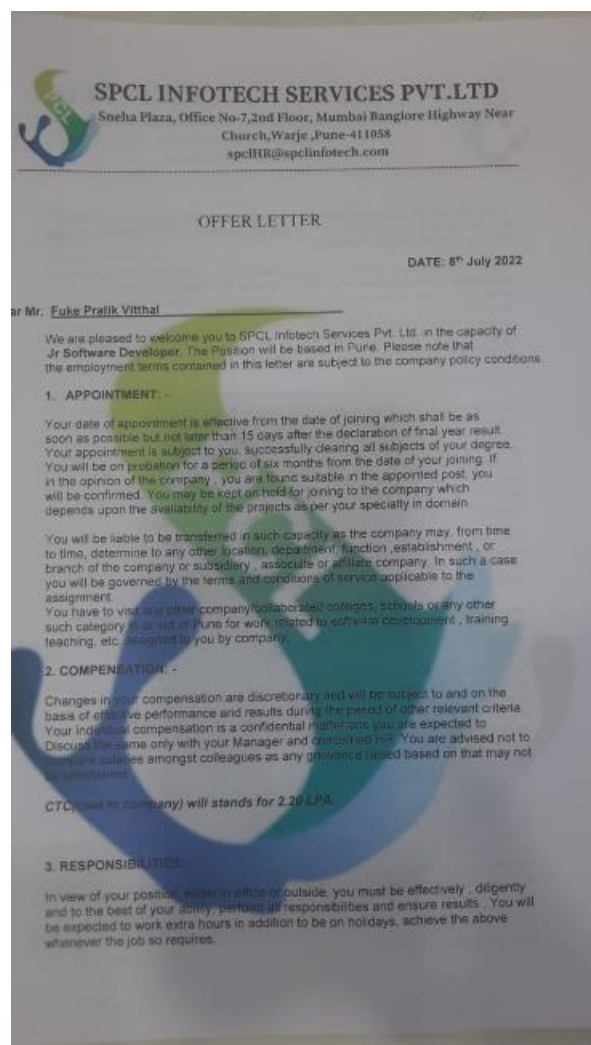 SPCL INFOTECH SERVICES PVT.LTD
Sneha Plaza, Office No-7,2nd Floor, Mumbai Banglore Highway Near
Church,Warje ,Pune-411058
spclHR@spclinfotech.com
OFFER LETTER
DATE: 8th July 2022
ar Mr. Fuke Pratik Vitthal
We are pleased to welcome you to SPCL Infotech Services Pvt. Ltd. in the capacity of
Jr Software Developer. The Position will be based in Pune. Please note that
the employment terms contained in this letter are subject to the company policy conditions.
1. APPOINTMENT: -
Your date of appointment is effective from the date of joining which shall be as
soon as possible but not later than 15 days after the declaration of final year result.
Your appointment is subject to you, successfully clearing all subjects of your degree.
You will be on probation for a period of six months from the date of your joining. If
in the opinion of the company , you are found suitable in the appointed post, you
will be confirmed. You may be kept on hold for joining to the company which
depends upon the availability of the projects as per your specialty in domain.
You will be liable to be transferred in such capacity as the company may, from time
to time, determine to any other location, department, function ,establishment , or
branch of the company or subsidiary , associate or affiliate company. In such a case
you will be governed by the terms and conditions of service applicable to the
assignment.
You have to visit any other company/collaborated colleges, schools or any other
such category in or out of Pune for work related to software development , training
teaching, etc. assigned to you by company.
2. COMPENSATION: -
Changes in your compensation are discretionary and will be subject to and on the
basis of effective performance and results during the period of other relevant criteria.
Your individual compensation is a confidential matter and you are expected to
Discuss the same only with your Manager and concerned HR. You are advised not to
compare salaries amongst colleagues as any grievance raised based on that may not
be entertained.
CTC(cost to company) will stands for 2.20 LPA.
3. RESPONSIBILITIES: -
In view of your position, either in office or outside, you must be effectively , diligently
and to the best of your ability, perform all responsibilities and ensure results . You will
be expected to work extra hours in addition to be on holidays, achieve the above
whenever the job so requires.